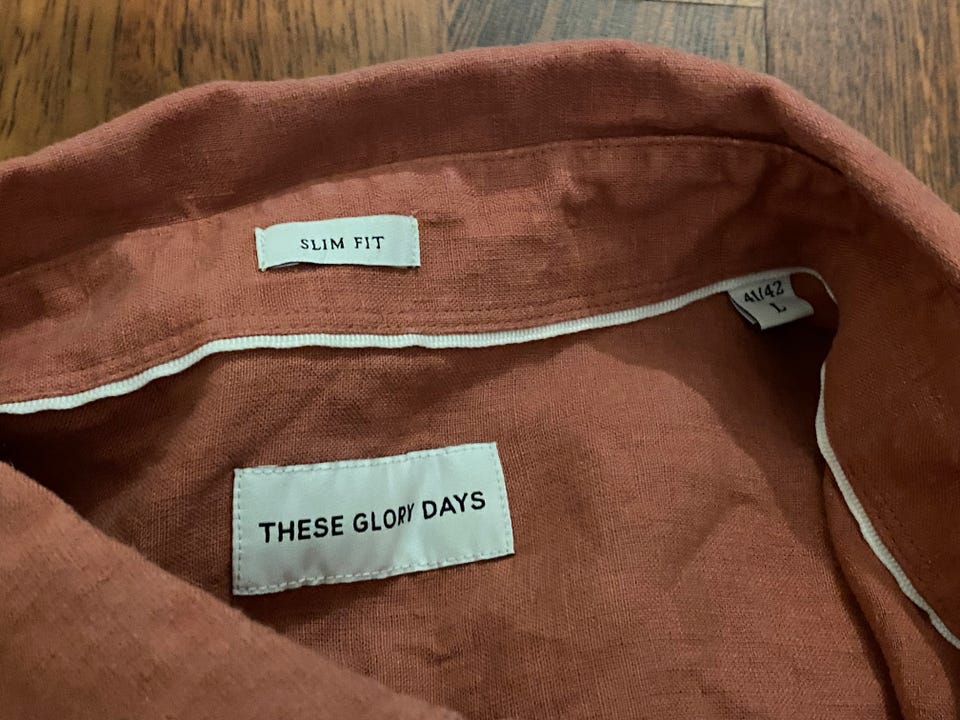 SLIM FIT
41/42
L
THESE GLORY DAYS